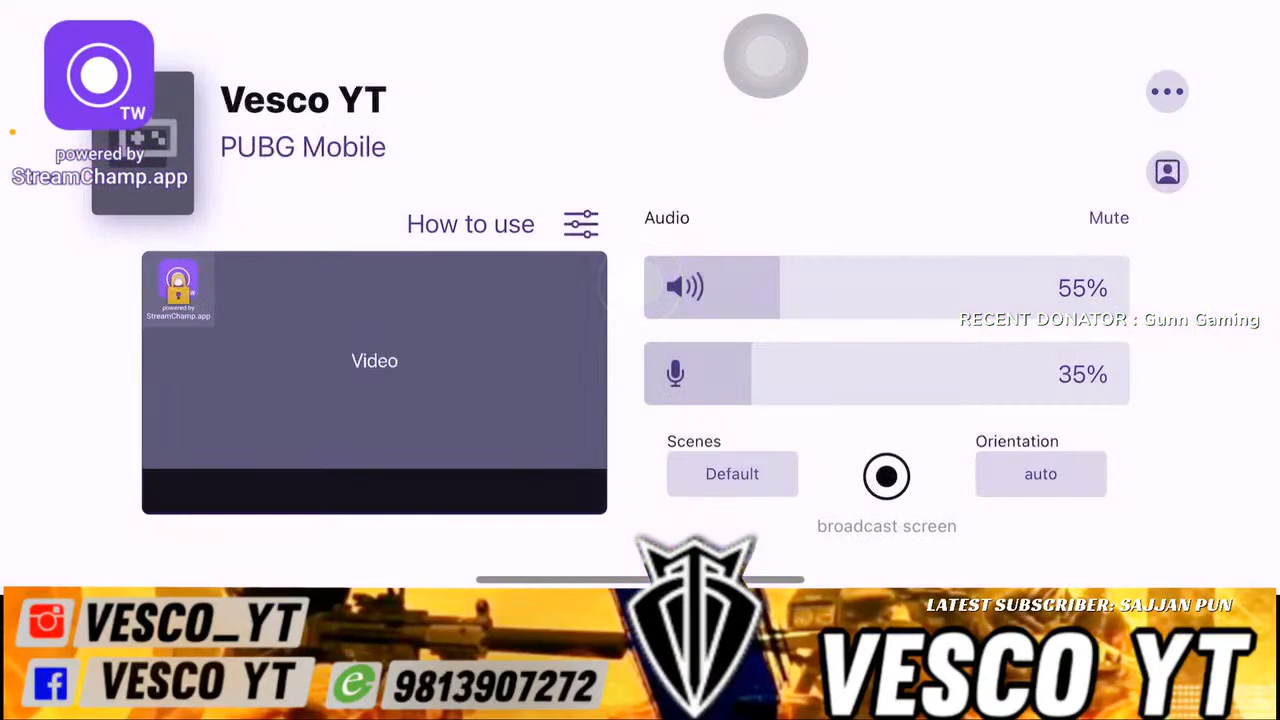 TW
powered by
StreamChamp.app
Vesco YT
PUBG Mobile
How to use
powered by
StreamChamp.app
Video
Audio
Mute
55%
RECENT DONATOR : Gunn Gaming
35%
Scenes
Orientation
Default
auto
broadcast screen
LATEST SUBSCRIBER: SAJJAN PUN
VESCO_YT
VESCO YT
9813907272
VESCO YT